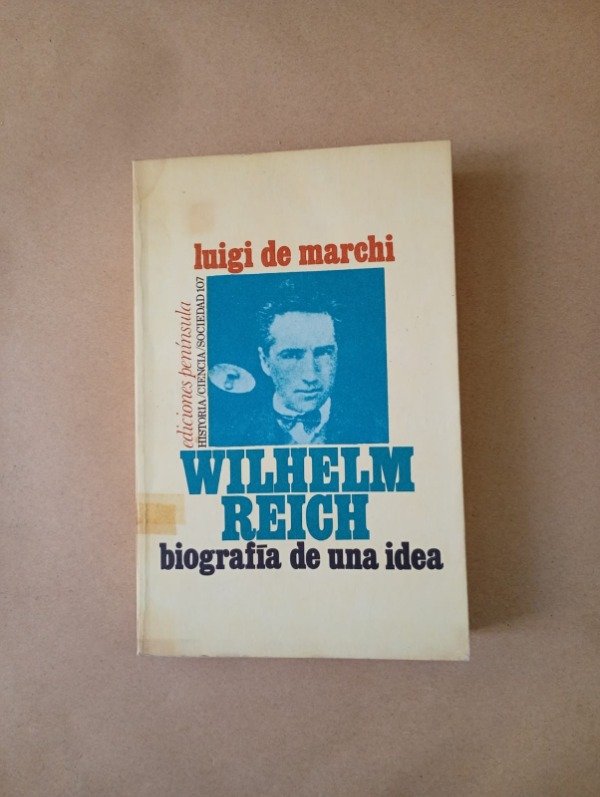 luigi de marchi
ediciones península
HISTORIA/CIENCIA/SOCIEDAD 107
WILHELM
REICH
biografía de una idea